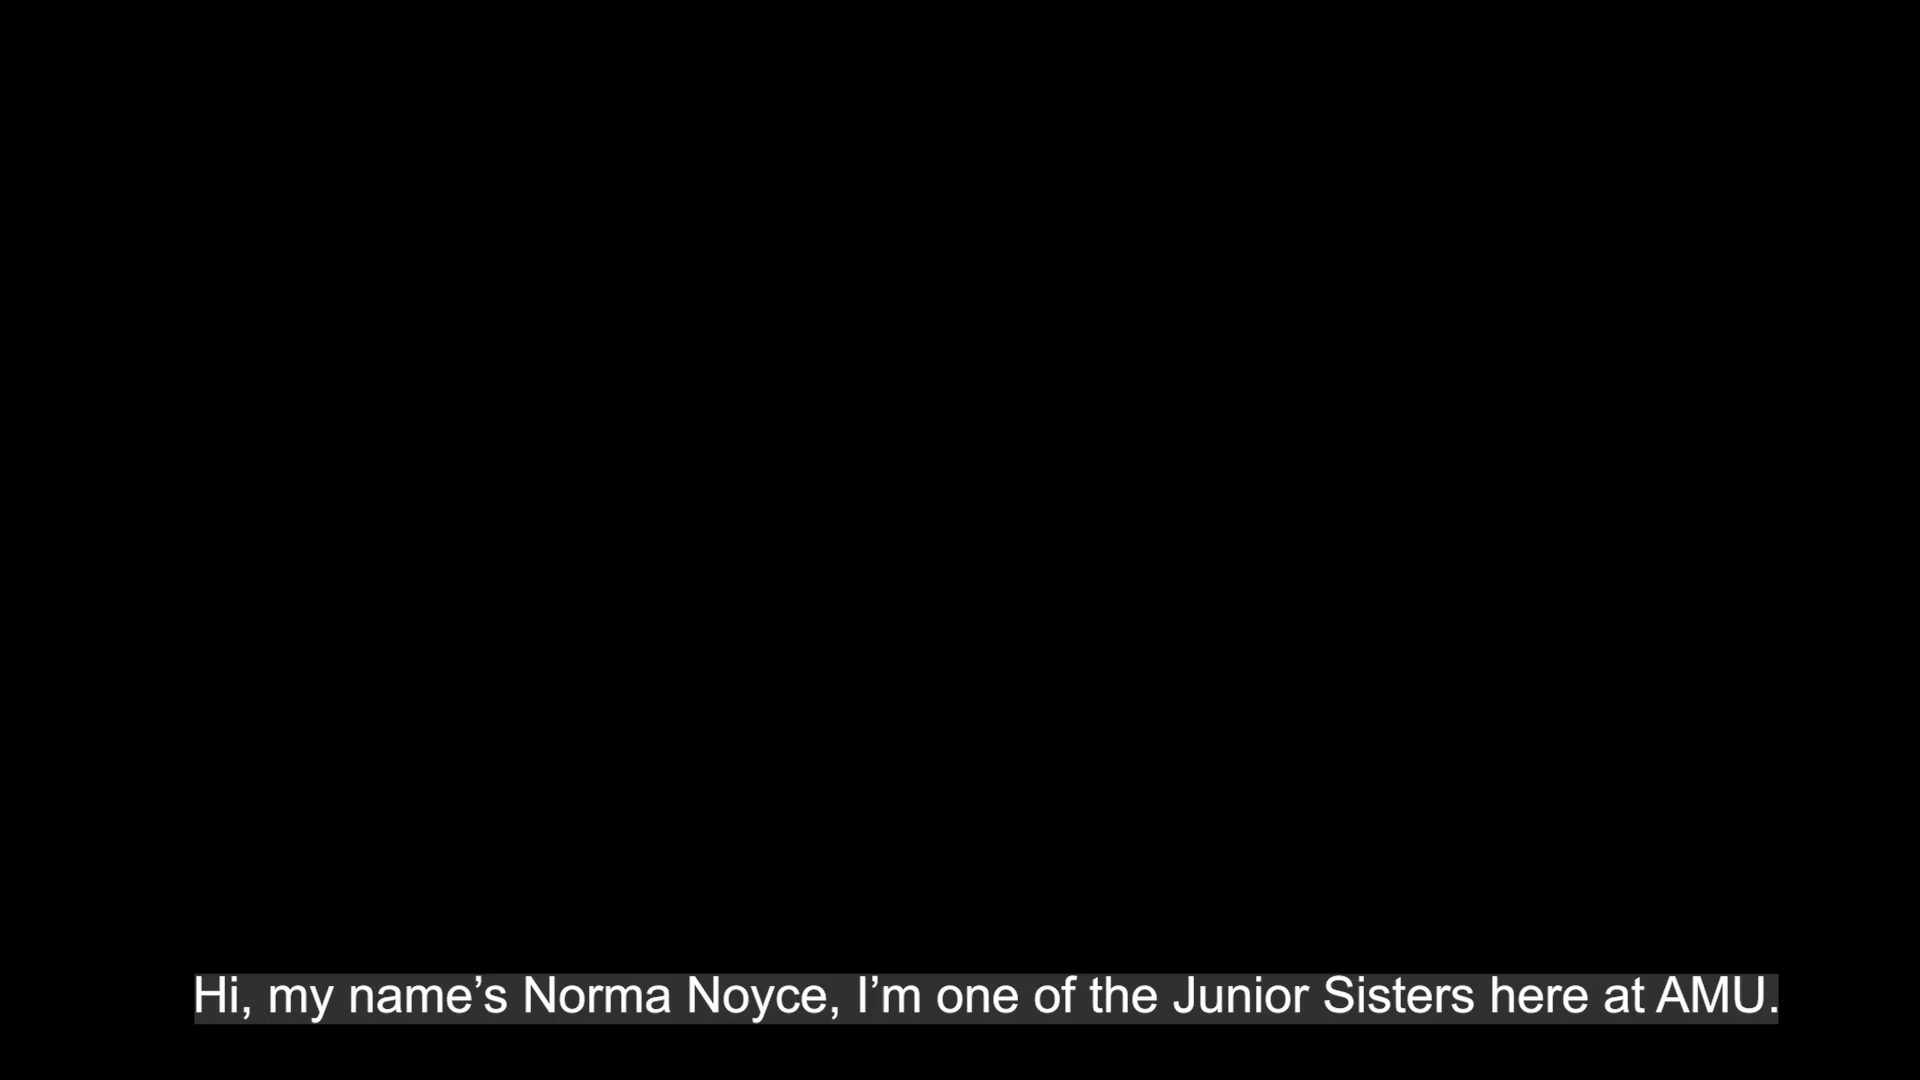 Hi, my name’s Norma Noyce, I’m one of the Junior Sisters here at AMU.